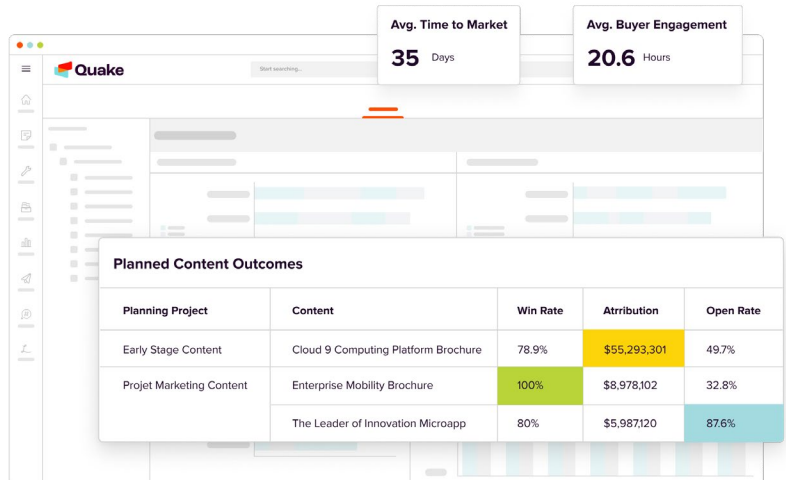 Avg. Time to Market
35 Days
Avg. Buyer Engagement
20.6 Hours
Quake
Start searching...
Planned Content Outcomes
Planning Project Content Win Rate Atrribution Open Rate
Early Stage Content Cloud 9 Computing Platform Brochure 78.9% $55,293,301 49.7%
Projet Marketing Content Enterprise Mobility Brochure 100% $8,978,102 32.8%
The Leader of Innovation Microapp 80% $5,987,120 87.6%